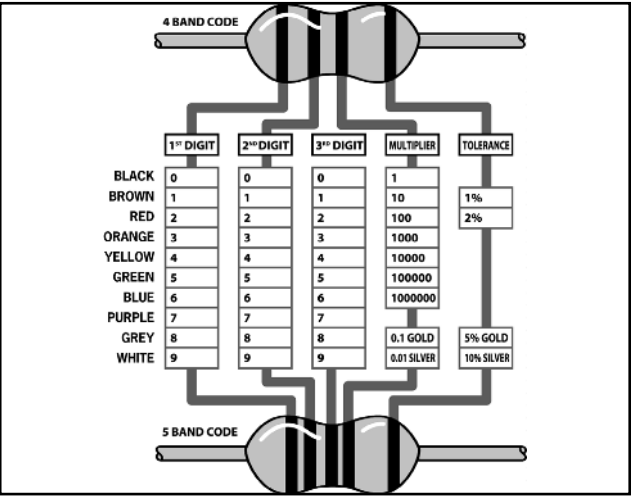 4 BAND CODE
1ST DIGIT 2ND DIGIT 3RD DIGIT MULTIPLIER TOLERANCE
BLACK 0 0 0 1
BROWN 1 1 1 10 1%
RED 2 2 2 100 2%
ORANGE 3 3 3 1000
YELLOW 4 4 4 10000
GREEN 5 5 5 100000
BLUE 6 6 6 1000000
PURPLE 7 7 7
GREY 8 8 8 0.1 GOLD 5% GOLD
WHITE 9 9 9 0.01 SILVER 10% SILVER
5 BAND CODE